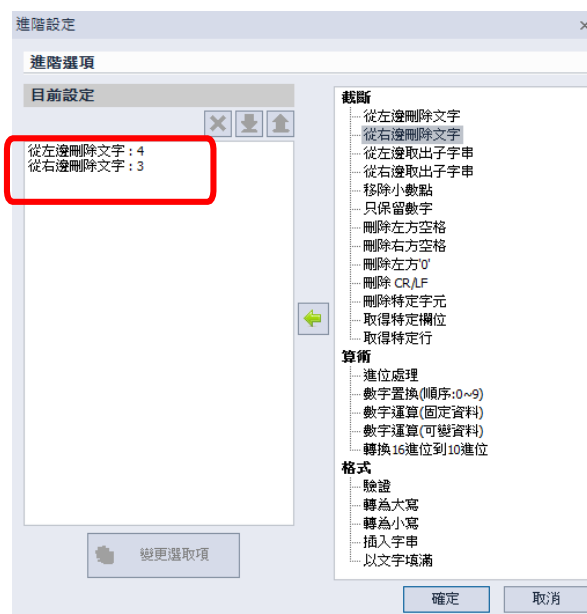 進階設定
進階選項
目前設定
從左邊刪除文字 : 4
從右邊刪除文字 : 3
變更選取項
截斷
從左邊刪除文字
從右邊刪除文字
從左邊取出子字串
從右邊取出子字串
移除小數點
只保留數字
刪除左方空格
刪除右方空格
刪除左方'0'
刪除 CR/LF
刪除特定字元
取得特定欄位
取得特定行
算術
進位處理
數字置換(順序:0~9)
數字運算(固定資料)
數字運算(可變資料)
轉換16進位到10進位
格式
驗證
轉為大寫
轉為小寫
插入字串
以文字填滿
確定
取消